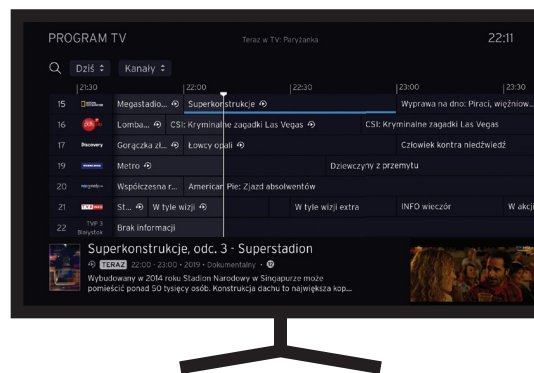 PROGRAM TV Teraz w TV: Paryżanka 22:11
Dziś Kanały
21:30 22:00 22:30 23:00 23:30
15 Megastadio... Superkonstrukcje Wyprawa na dno: Piraci, więźniow...
16 Lomba... CSI: Kryminalne zagadki Las Vegas CSI: Kryminalne zagadki Las Vegas
17 Discovery Gorączka zł... Łowcy opali Człowiek kontra niedźwiedź
19 Metro Dziewczyny z przemytu
20 Współczesna r... American Pie: Zjazd absolwentów
21 St... W tyle wizji W tyle wizji extra INFO wieczór W akcji
22 TVP 3 Białystok Brak informacji
Superkonstrukcje, odc. 3 - Superstadion
TERAZ 22:00 - 23:00 • 2019 • Dokumentalny •
Wybudowany w 2014 roku Stadion Narodowy w Singapurze może
pomieścić ponad 50 tysięcy osób. Konstrukcja dachu to największa kop...